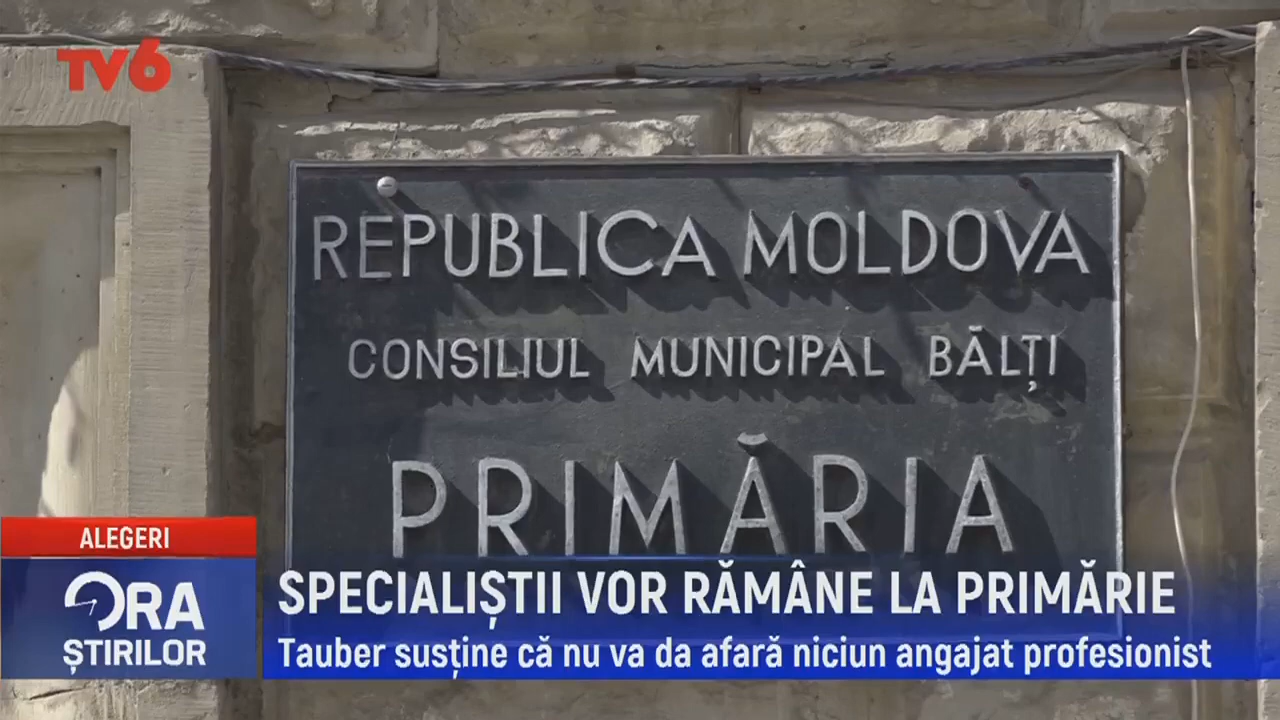 TV6
REPUBLICA MOLDOVA
CONSILIUL MUNICIPAL BĂLȚI
PRIMĂRIA
ALEGERI
ORA
ȘTIRILOR
SPECIALIȘTII VOR RĂMÂNE LA PRIMĂRIE
Tauber susține că nu va da afară niciun angajat profesionist